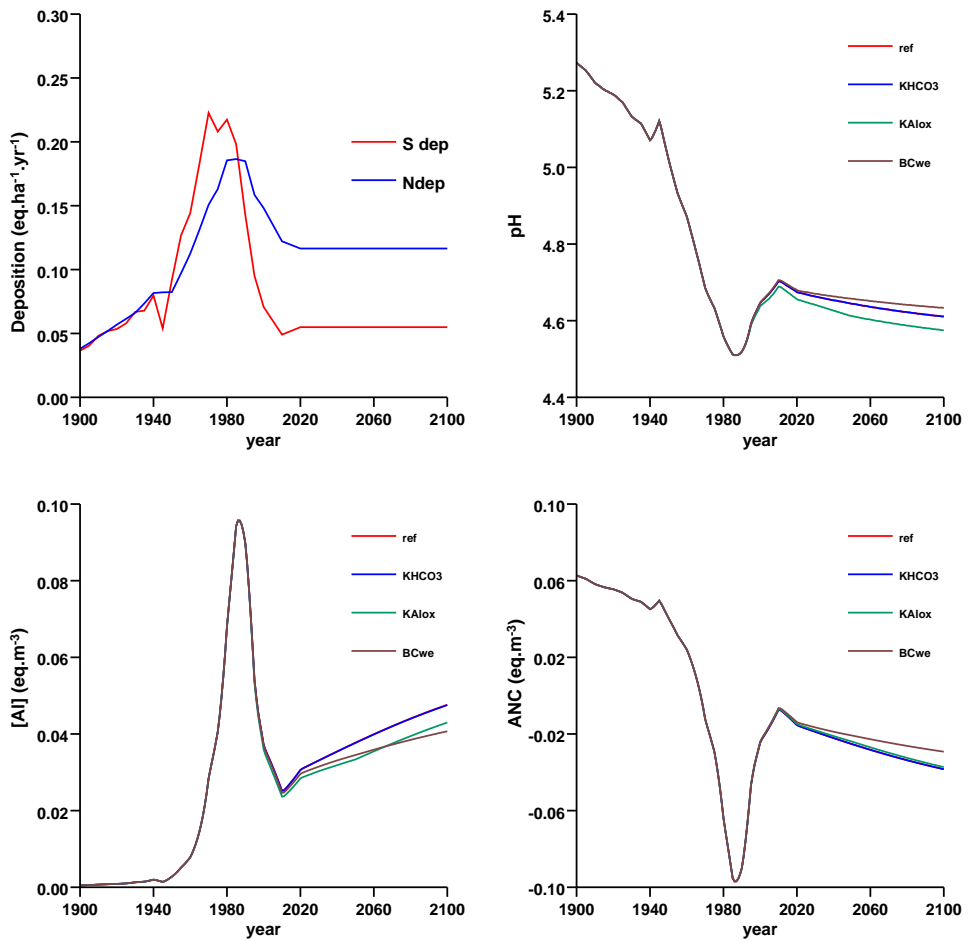 0.30
0.25
0.20
0.15
0.10
0.05
0.00
Deposition (eq.ha⁻¹.yr⁻¹)
S dep
Ndep
1900 1940 1980 2020 2060 2100
year
5.4
5.2
5.0
4.8
4.6
4.4
pH
ref
KHCO3
KAlox
BCwe
1900 1940 1980 2020 2060 2100
year
0.10
0.08
0.06
0.04
0.02
0.00
[Al] (eq.m⁻³)
ref
KHCO3
KAlox
BCwe
1900 1940 1980 2020 2060 2100
year
0.10
0.06
0.02
-0.02
-0.06
-0.10
ANC (eq.m⁻³)
ref
KHCO3
KAlox
BCwe
1900 1940 1980 2020 2060 2100
year